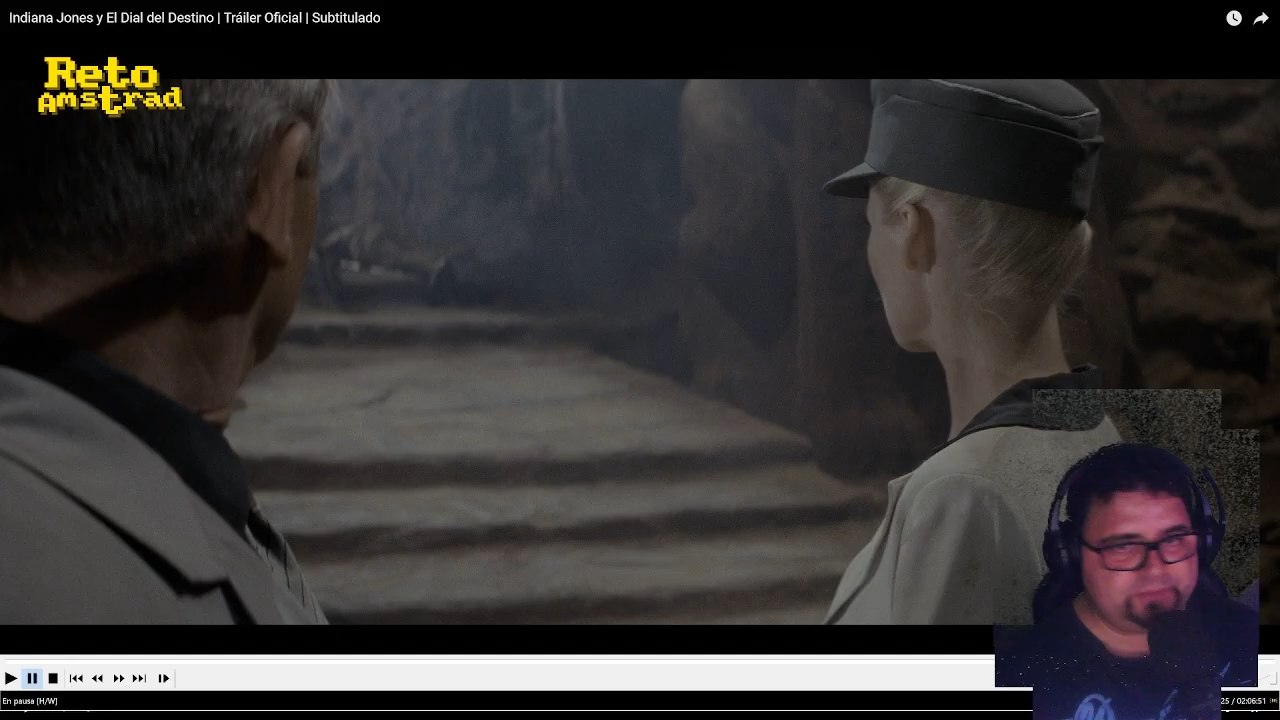 Indiana Jones y El Dial del Destino | Tráiler Oficial | Subtitulado
Reto
Amstrad
En pausa [H/W]
25 / 02:06:51